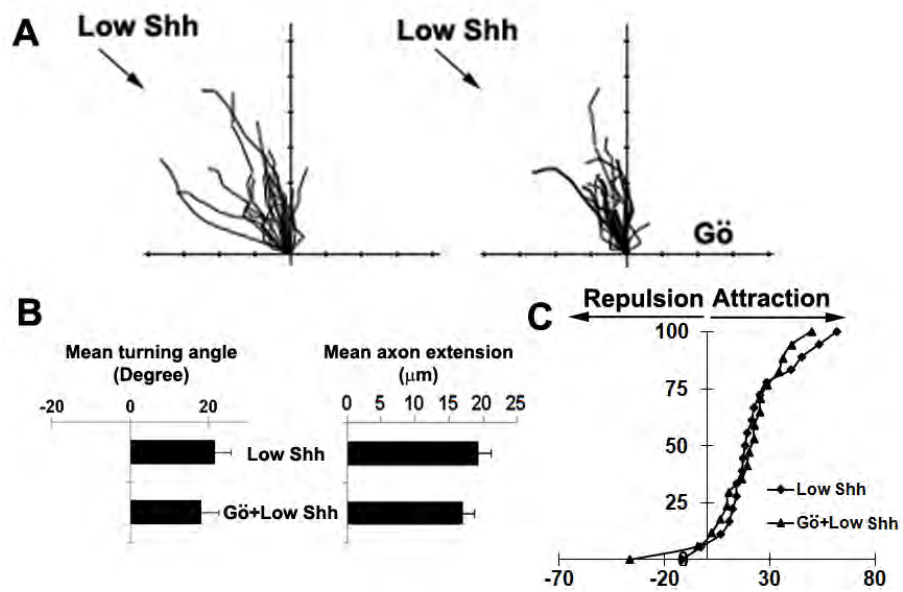 A
Low Shh
Low Shh
Gö
B
Mean turning angle
(Degree)
-20 0 20
Mean axon extension
(μm)
0 5 10 15 20 25
Low Shh
Gö+Low Shh
C
Repulsion Attraction
100
75
50
25
Low Shh
Gö+Low Shh
-70 -20 30 80